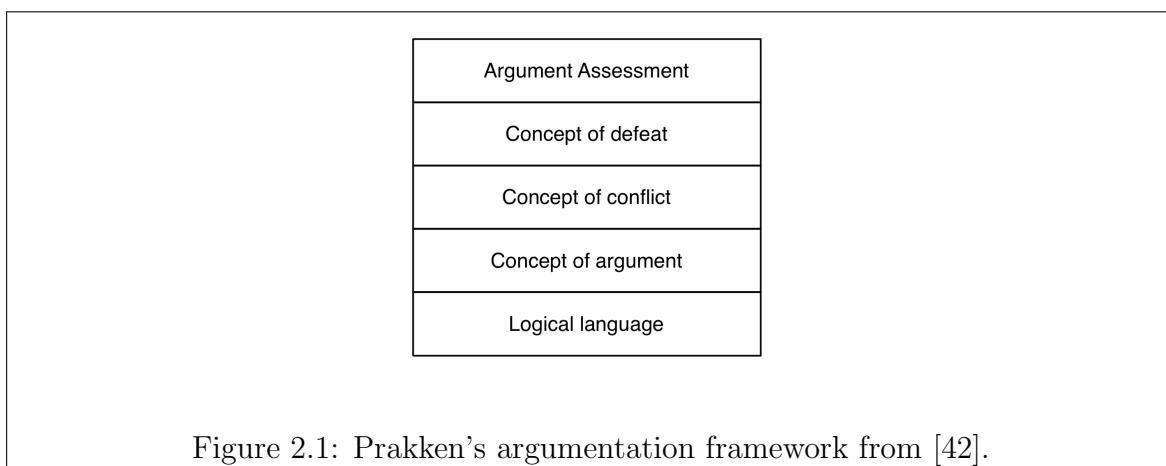 Argument Assessment
Concept of defeat
Concept of conflict
Concept of argument
Logical language
Figure 2.1: Prakken's argumentation framework from [42].